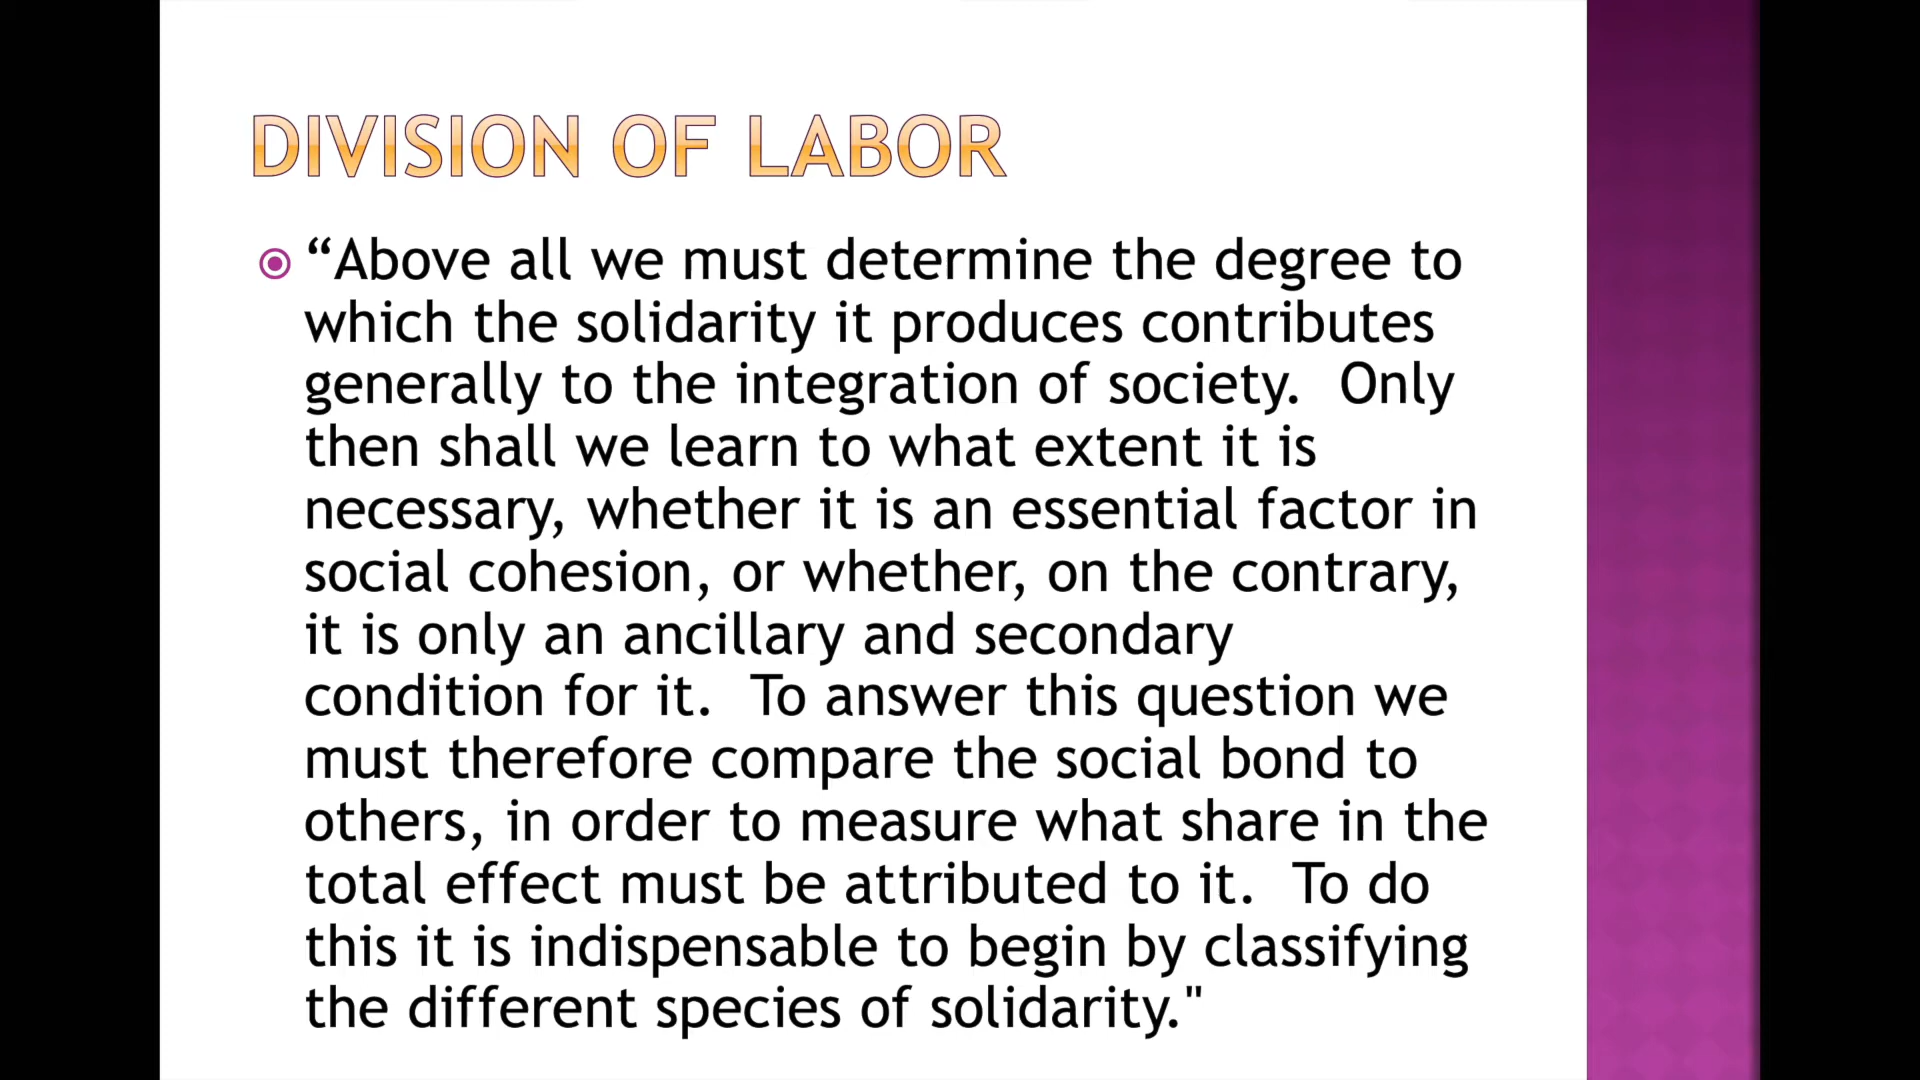 DIVISION OF LABOR
“Above all we must determine the degree to
which the solidarity it produces contributes
generally to the integration of society.  Only
then shall we learn to what extent it is
necessary, whether it is an essential factor in
social cohesion, or whether, on the contrary,
it is only an ancillary and secondary
condition for it.  To answer this question we
must therefore compare the social bond to
others, in order to measure what share in the
total effect must be attributed to it.  To do
this it is indispensable to begin by classifying
the different species of solidarity."